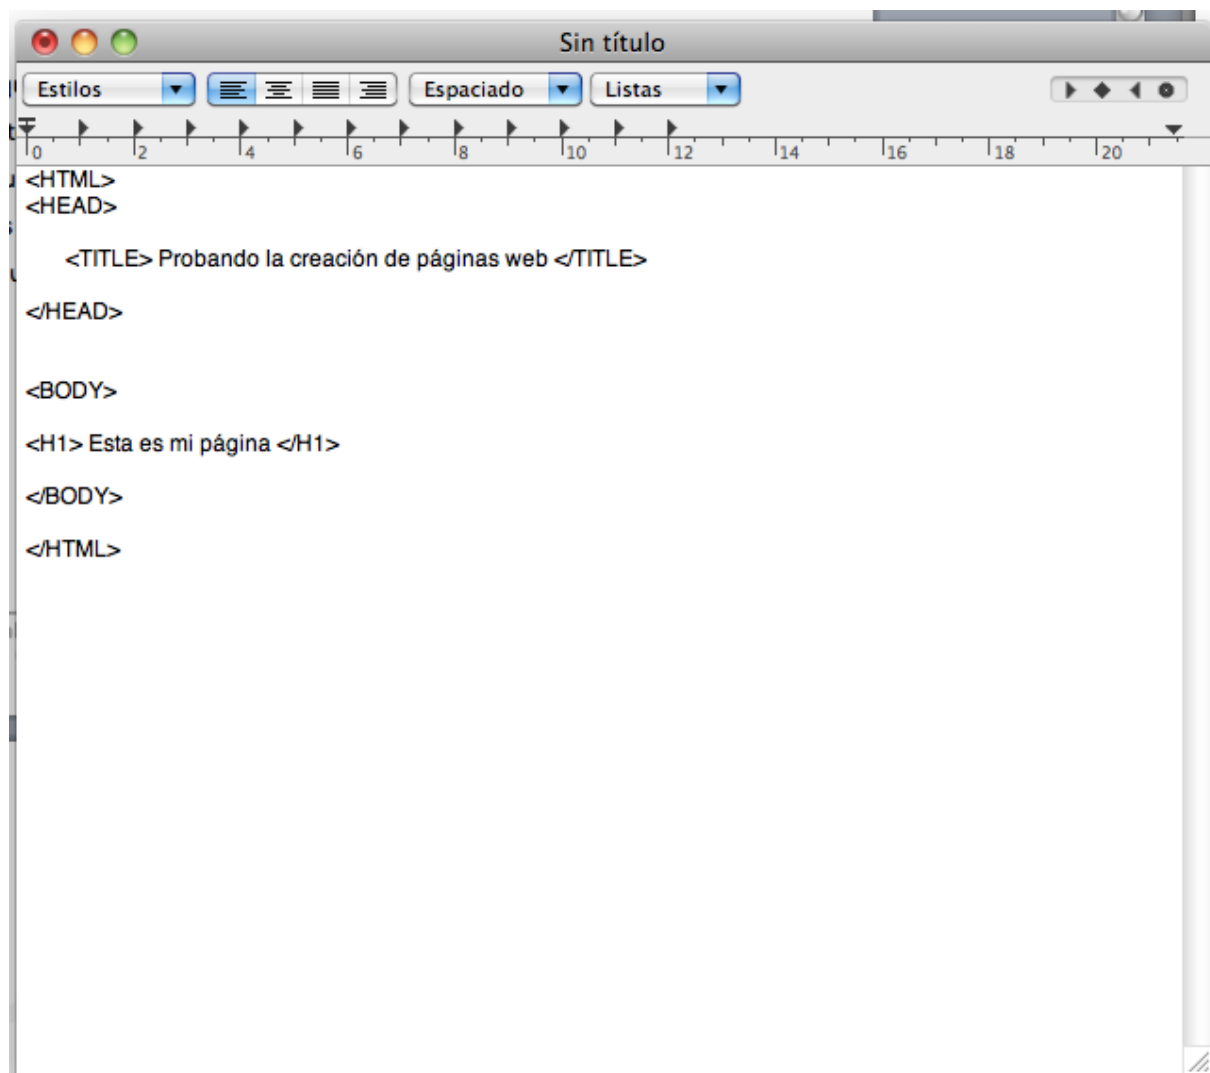 Sin título
Estilos Espaciado Listas
0 2 4 6 8 10 12 14 16 18 20
<HTML>
<HEAD>
<TITLE> Probando la creación de páginas web </TITLE>
</HEAD>
<BODY>
<H1> Esta es mi página </H1>
</BODY>
</HTML>